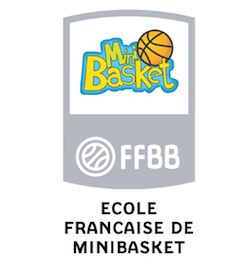 Mini
Basket
FFBB
ECOLE
FRANCAISE DE
MINIBASKET